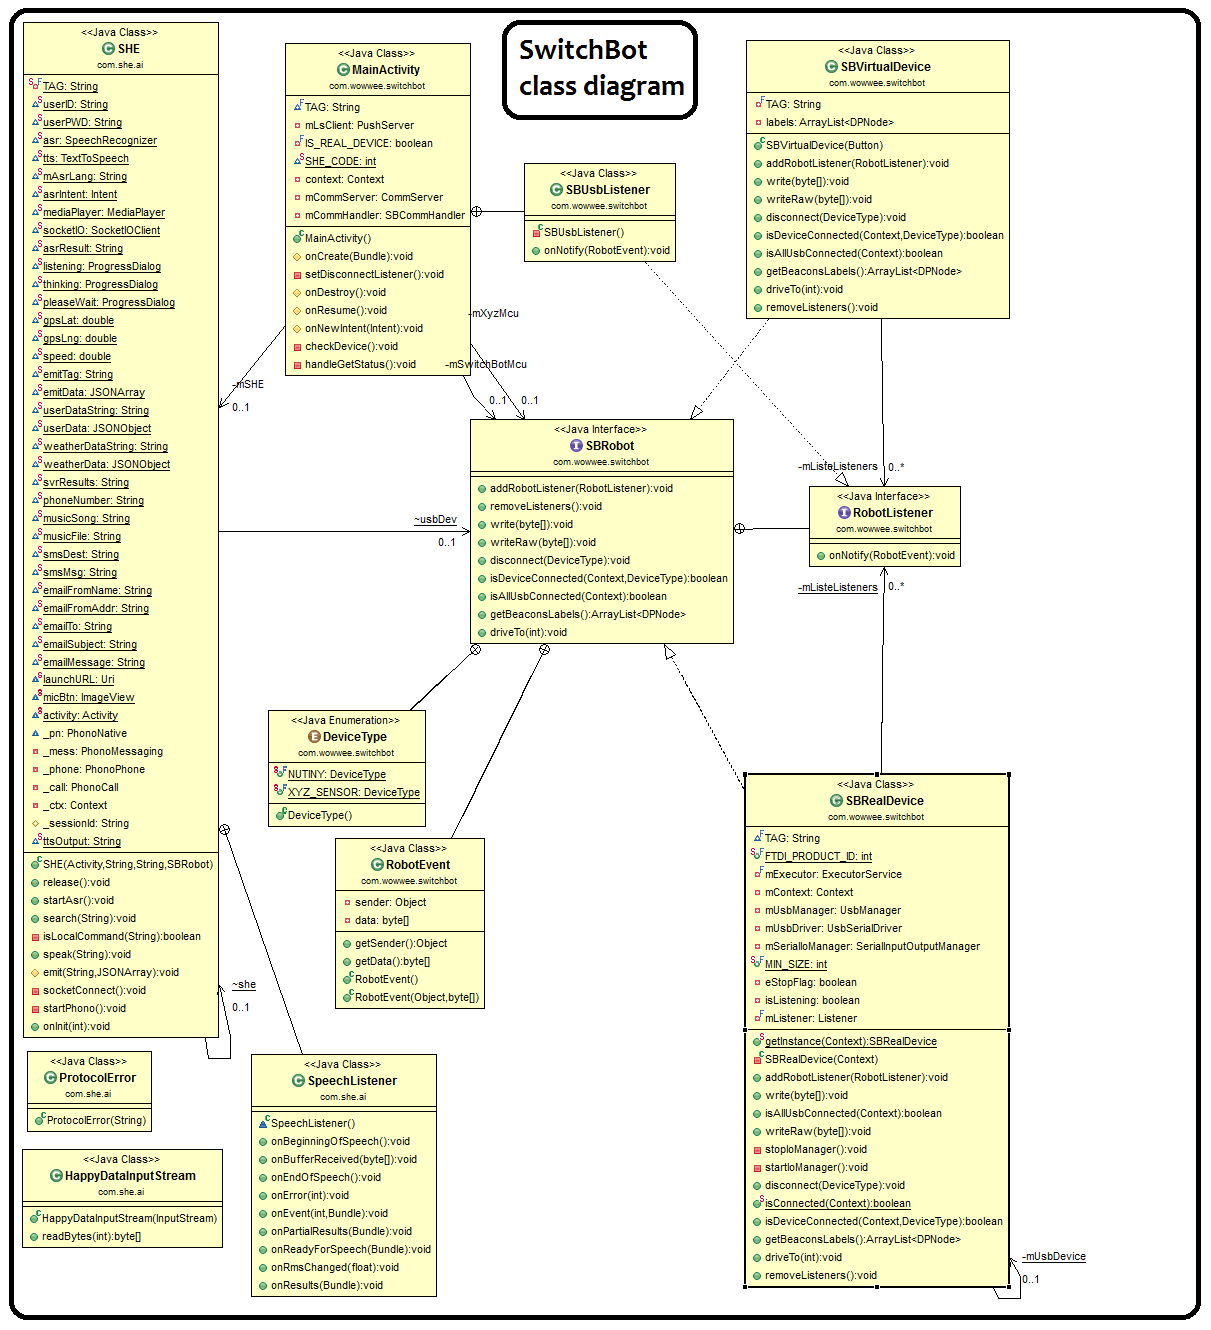 SwitchBot
class diagram
<<Java Class>>
SHE
com.she.ai
TAG: String
userID: String
userPWD: String
asr: SpeechRecognizer
tts: TextToSpeech
mAsrLang: String
asrIntent: Intent
mediaPlayer: MediaPlayer
socketIO: SocketIOClient
asrResult: String
listening: ProgressDialog
thinking: ProgressDialog
pleaseWait: ProgressDialog
gpsLat: double
gpsLng: double
speed: double
emitTag: String
emitData: JSONArray
userDataString: String
userData: JSONObject
weatherDataString: String
weatherData: JSONObject
svrResults: String
phoneNumber: String
musicSong: String
musicFile: String
smsDest: String
smsMsg: String
emailFromName: String
emailFromAddr: String
emailTo: String
emailSubject: String
emailMessage: String
launchURL: Uri
micBtn: ImageView
activity: Activity
_pn: PhonoNative
_mess: PhonoMessaging
_phone: PhonoPhone
_call: PhonoCall
_ctx: Context
_sessionId: String
ttsOutput: String
SHE(Activity,String,String,SBRobot)
release():void
startAsr():void
search(String):void
isLocalCommand(String):boolean
speak(String):void
emit(String,JSONArray):void
socketConnect():void
startPhono():void
onInit(int):void
~she
0..1
<<Java Class>>
MainActivity
com.wowwee.switchbot
TAG: String
mLsClient: PushServer
IS_REAL_DEVICE: boolean
SHE_CODE: int
context: Context
mCommServer: CommServer
mCommHandler: SBCommHandler
MainActivity()
onCreate(Bundle):void
setDisconnectListener():void
onDestroy():void
onResume():void
onNewIntent(Intent):void
checkDevice():void
handleGetStatus():void
-mSHE
0..1
-mXyzMcu
-mSwitchBotMcu
0..1
0..1
<<Java Class>>
SBUsbListener
com.wowwee.switchbot
SBUsbListener()
onNotify(RobotEvent):void
<<Java Class>>
SBVirtualDevice
com.wowwee.switchbot
TAG: String
labels: ArrayList<DPNode>
SBVirtualDevice(Button)
addRobotListener(RobotListener):void
write(byte[]):void
writeRaw(byte[]):void
disconnect(DeviceType):void
isDeviceConnected(Context,DeviceType):boolean
isAllUsbConnected(Context):boolean
getBeaconsLabels():ArrayList<DPNode>
driveTo(int):void
removeListeners():void
<<Java Interface>>
SBRobot
com.wowwee.switchbot
addRobotListener(RobotListener):void
removeListeners():void
write(byte[]):void
writeRaw(byte[]):void
disconnect(DeviceType):void
isDeviceConnected(Context,DeviceType):boolean
isAllUsbConnected(Context):boolean
getBeaconsLabels():ArrayList<DPNode>
driveTo(int):void
~usbDev
0..1
-mListeListeners
0..*
<<Java Interface>>
RobotListener
com.wowwee.switchbot
onNotify(RobotEvent):void
-mListeListeners
0..*
<<Java Enumeration>>
DeviceType
com.wowwee.switchbot
NUTINY: DeviceType
XYZ_SENSOR: DeviceType
DeviceType()
<<Java Class>>
RobotEvent
com.wowwee.switchbot
sender: Object
data: byte[]
getSender():Object
getData():byte[]
RobotEvent()
RobotEvent(Object,byte[])
<<Java Class>>
SBRealDevice
com.wowwee.switchbot
TAG: String
FTDI_PRODUCT_ID: int
mExecutor: ExecutorService
mContext: Context
mUsbManager: UsbManager
mUsbDriver: UsbSerialDriver
mSerialIoManager: SerialInputOutputManager
MIN_SIZE: int
eStopFlag: boolean
isListening: boolean
mListener: Listener
getInstance(Context):SBRealDevice
SBRealDevice(Context)
addRobotListener(RobotListener):void
write(byte[]):void
isAllUsbConnected(Context):boolean
writeRaw(byte[]):void
stopIoManager():void
startIoManager():void
disconnect(DeviceType):void
isConnected(Context):boolean
isDeviceConnected(Context,DeviceType):boolean
getBeaconsLabels():ArrayList<DPNode>
driveTo(int):void
removeListeners():void
-mUsbDevice
0..1
<<Java Class>>
ProtocolError
com.she.ai
ProtocolError(String)
<<Java Class>>
HappyDataInputStream
com.she.ai
HappyDataInputStream(InputStream)
readBytes(int):byte[]
<<Java Class>>
SpeechListener
com.she.ai
SpeechListener()
onBeginningOfSpeech():void
onBufferReceived(byte[]):void
onEndOfSpeech():void
onError(int):void
onEvent(int,Bundle):void
onPartialResults(Bundle):void
onReadyForSpeech(Bundle):void
onRmsChanged(float):void
onResults(Bundle):void